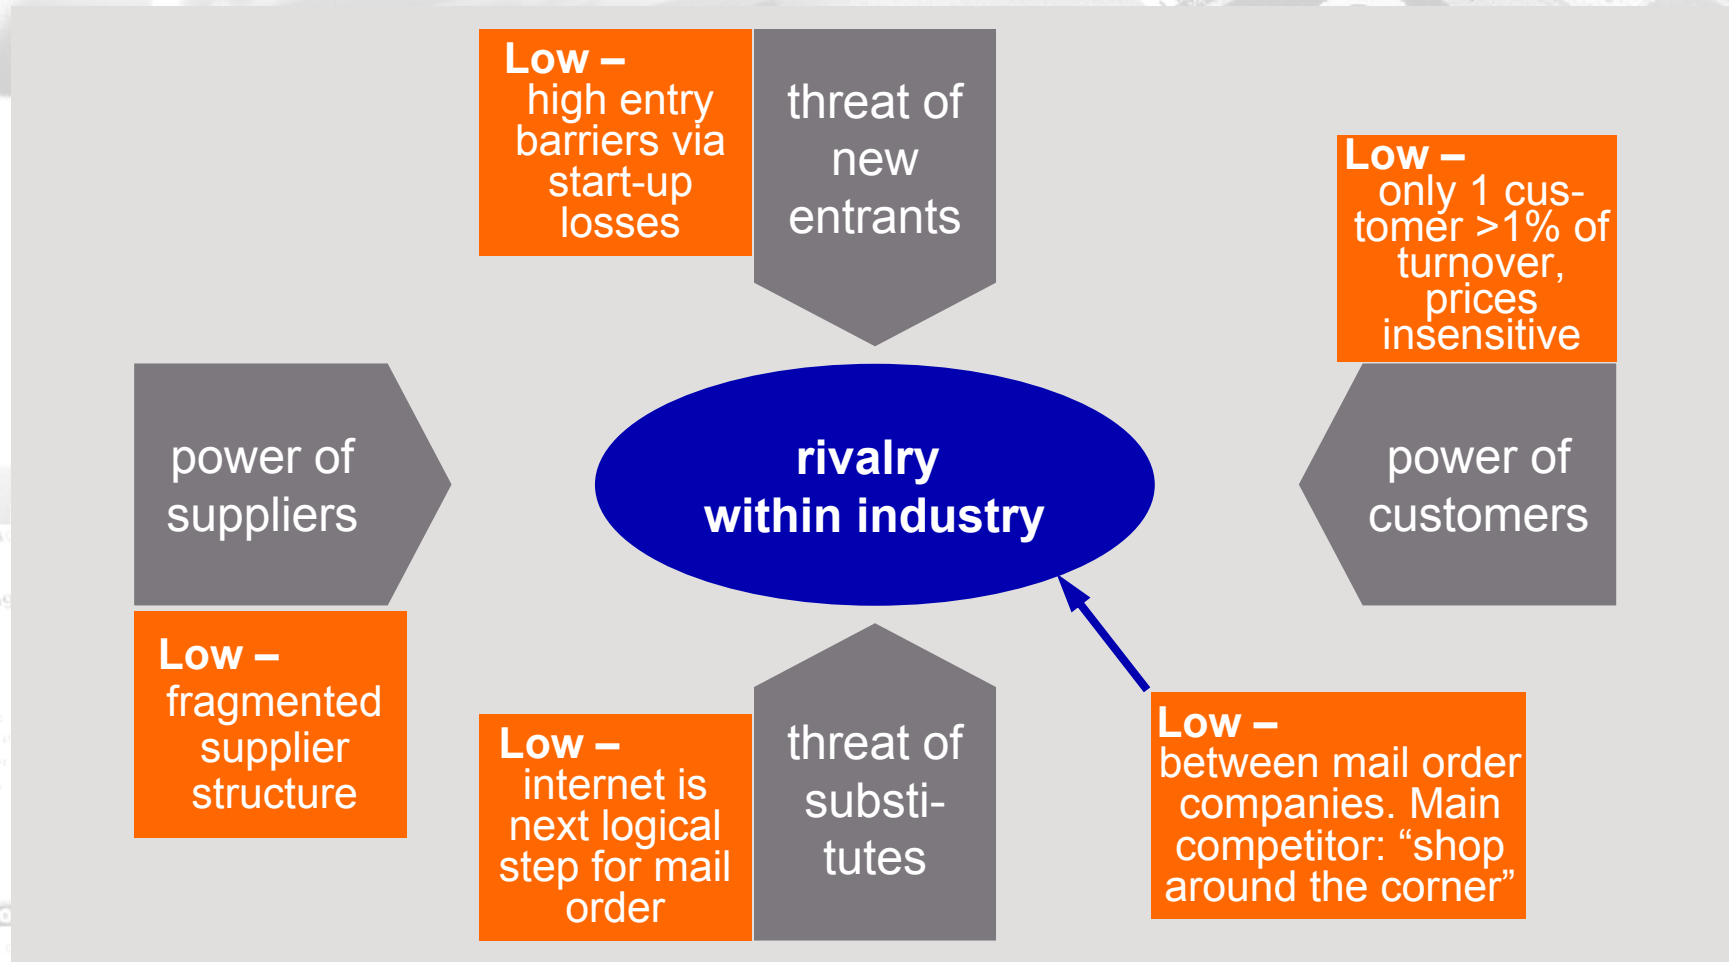 Low –
high entry
barriers via
start-up
losses
threat of
new
entrants
Low –
only 1 cus-
tomer >1% of
turnover,
prices
insensitive
power of
suppliers
rivalry
within industry
power of
customers
Low –
fragmented
supplier
structure
Low –
internet is
next logical
step for mail
order
threat of
substi-
tutes
Low –
between mail order
companies. Main
competitor: “shop
around the corner”